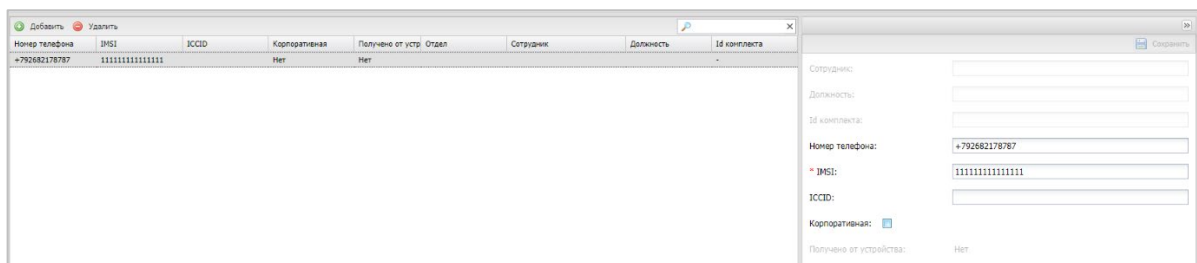 Добавить Удалить
Номер телефона IMSI ICCID Корпоративная Получено от устр Отдел Сотрудник Должность Id комплекта
+792682178787 111111111111111 Нет Нет -
Сохранить
Сотрудник:
Должность:
Id комплекта:
Номер телефона: +792682178787
* IMSI: 111111111111111
ICCID:
Корпоративная:
Получено от устройства: Нет